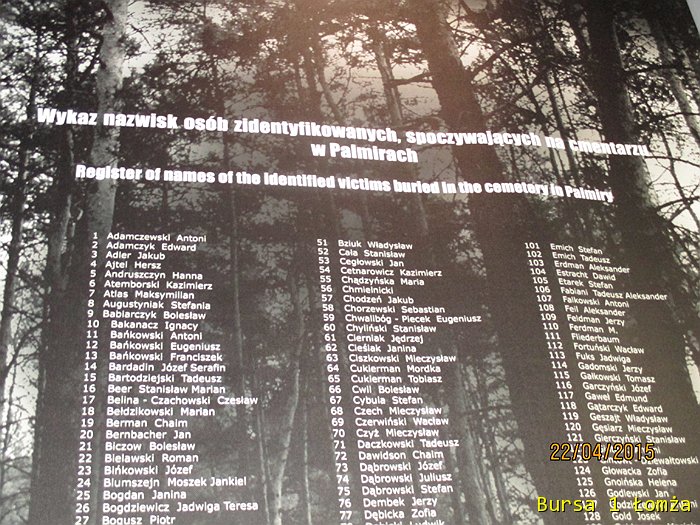 Wykaz nazwisk osób zidentyfikowanych, spoczywających na cmentarzu
w Palmirach
Register of names of the identified victims buried in the cemetery in Palmiry
1 Adamczewski Antoni
2 Adamczyk Edward
3 Adler Jakub
4 Ajtel Hersz
5 Andruszczyn Hanna
6 Atemborski Kazimierz
7 Atlas Maksymilian
8 Augustyniak Stefania
9 Babiarczyk Bolesław
10 Bakanacz Ignacy
11 Bańkowski Antoni
12 Bańkowski Eugeniusz
13 Bańkowski Franciszek
14 Bardadin Józef Serafin
15 Bartodziejski Tadeusz
16 Beer Stanisław Marian
17 Belina - Czachowski Czesław
18 Bełdzikowski Marian
19 Berman Chaim
20 Bernbacher Jan
21 Biczow Bolesław
22 Bielawski Roman
23 Bińkowski Józef
24 Blumszejn Moszek Jankiel
25 Bogdan Janina
26 Bogdziewicz Jadwiga Teresa
27 Bogusz Piotr
51 Bziuk Władysław
52 Cała Stanisław
53 Cegłowski Jan
54 Cetnarowicz Kazimierz
55 Chądzyńska Maria
56 Chmielnicki
57 Chodzeń Jakub
58 Chorzewski Sebastian
59 Chwalibóg - Piecek Eugeniusz
60 Chyliński Stanisław
61 Cierniak Jędrzej
62 Cieślak Janina
63 Ciszkowski Mieczysław
64 Cukierman Mordka
65 Cukierman Tobiasz
66 Cwil Bolesław
67 Cybula Stefan
68 Czech Mieczysław
69 Czerwiński Wacław
70 Czyż Mieczysław
71 Daczkowski Tadeusz
72 Dawidson Chaim
73 Dąbrowski Józef
74 Dąbrowski Juliusz
75 Dąbrowski Stefan
76 Dembek Jerzy
Dębicka Zofia
Ludwik
101 Emich Stefan
102 Emich Tadeusz
103 Erdman Aleksander
104 Estracht Dawid
105 Etarek Stefan
106 Fabiani Tadeusz Aleksander
107 Falkowski Antoni
108 Feil Aleksander
109 Feldman Jerzy
110 Ferdman M.
111 Fliederbaum
112 Fortuński Wacław
113 Fuks Jadwiga
114 Gadomski Jerzy
115 Gałkowski Tomasz
116 Garczyński Józef
117 Gaweł Edmund
118 Gątarczyk Edward
119 Geszajt Władysław
120 Gęsiarz Mieczysław
121 Gierczyński Stanisław
124 Głowacka Zofia
125 Gnoińska Helena
126 Godlewski Jan
128 Gold Josek
22/04/2015
Bursa 1 Łomża